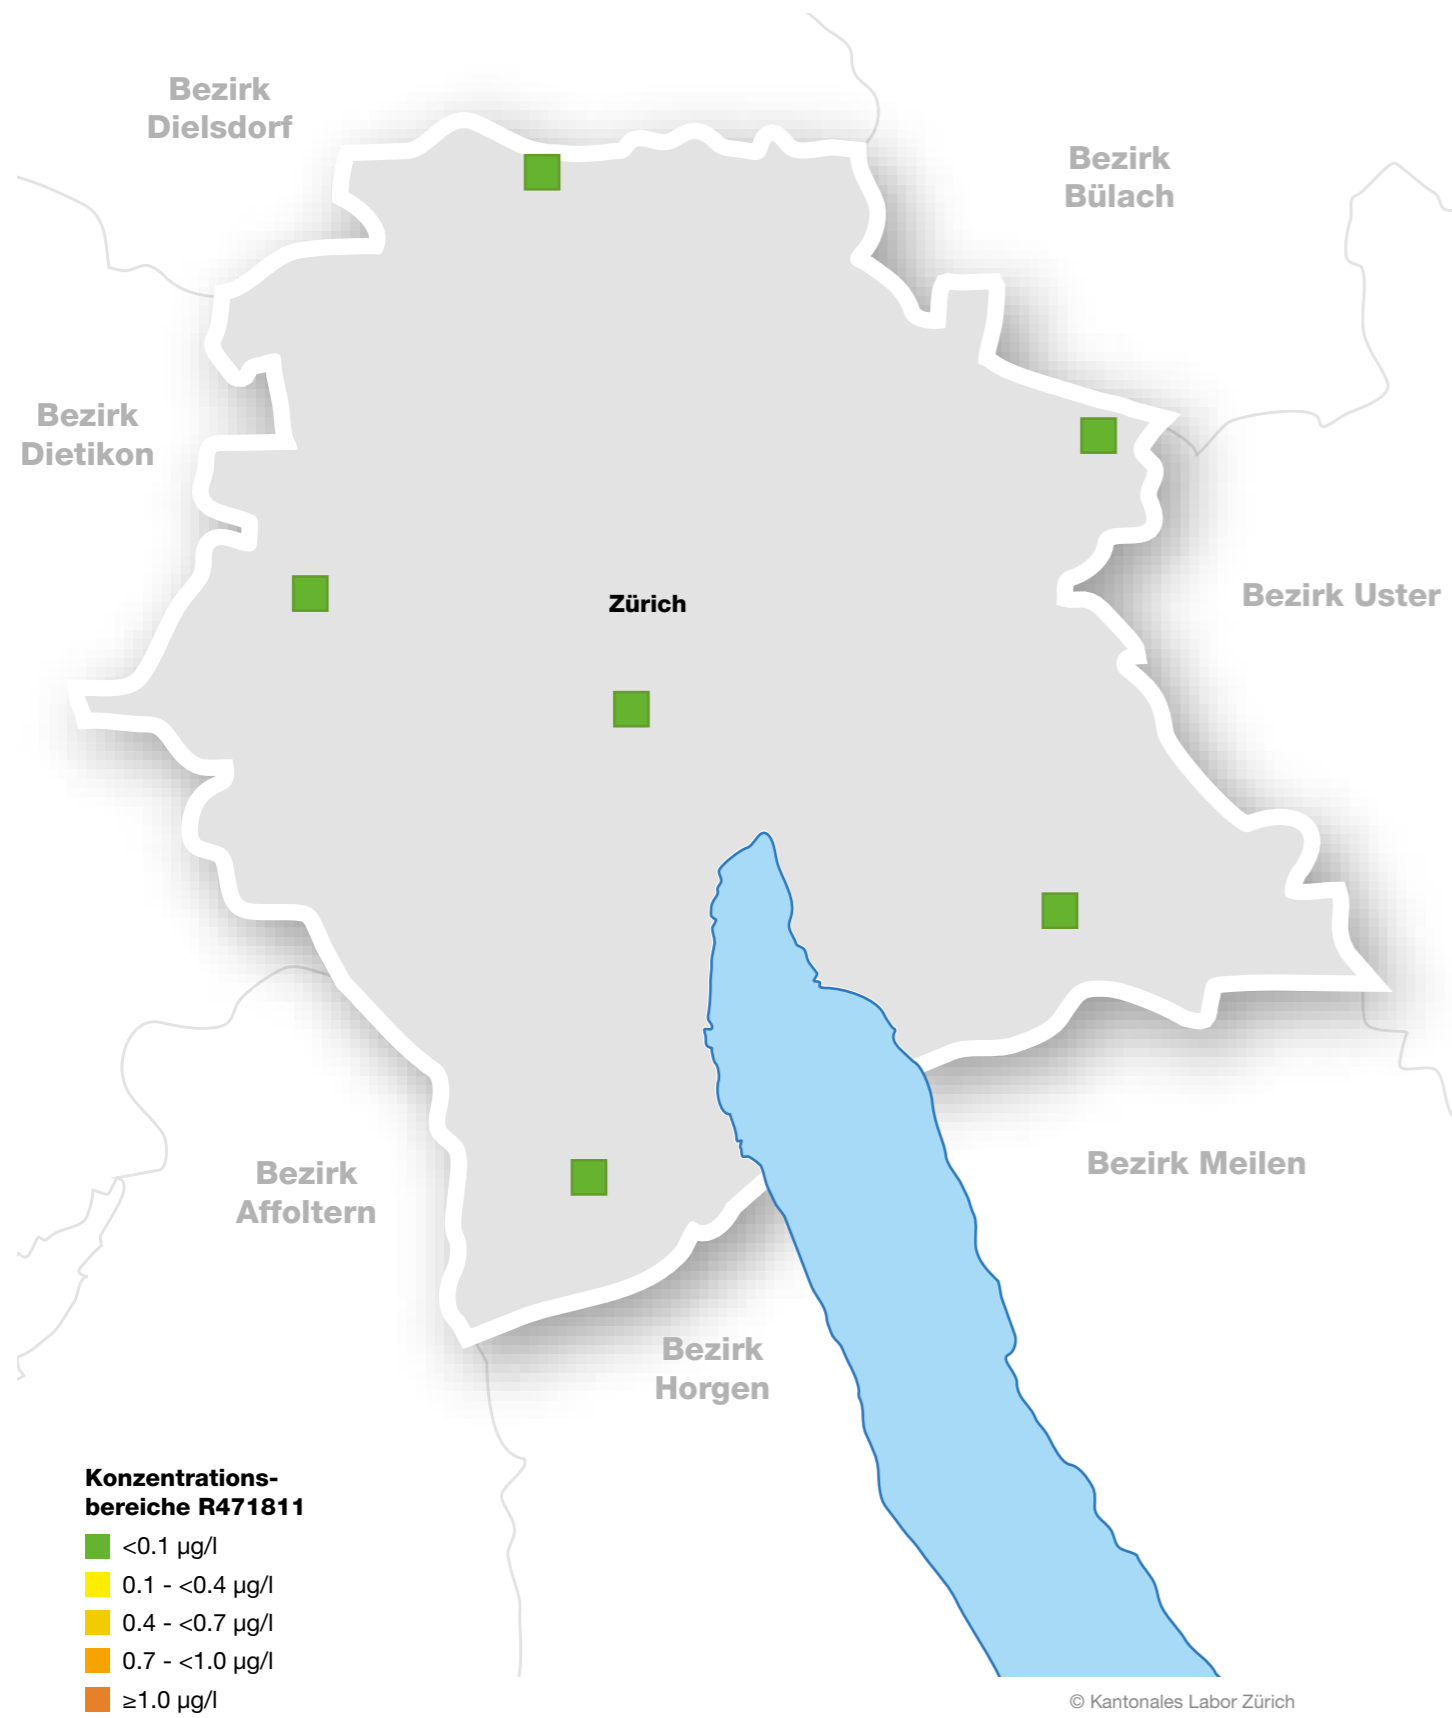 Bezirk
Dielsdorf
Bezirk
Bülach
Bezirk
Dietikon
Bezirk Uster
Zürich
Bezirk Meilen
Bezirk
Affoltern
Bezirk
Horgen
Konzentrations-
bereiche R471811
<0.1 µg/l
0.1 - <0.4 µg/l
0.4 - <0.7 µg/l
0.7 - <1.0 µg/l
≥1.0 µg/l
© Kantonales Labor Zürich